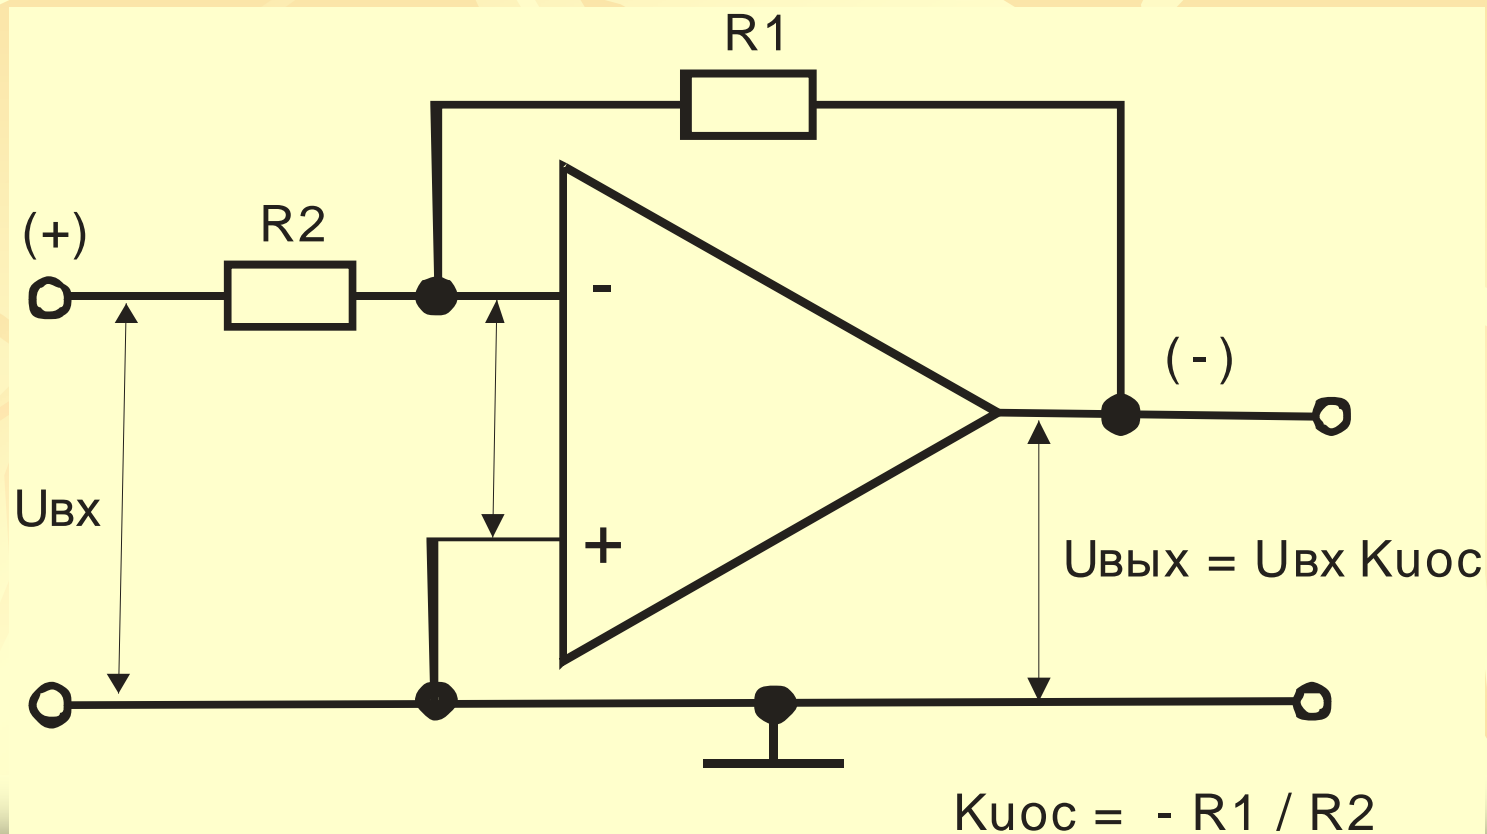 R1
(+)
R2
-
(-)
Uвх
+
Uвых = Uвх Kuoc
Kuoc = - R1 / R2